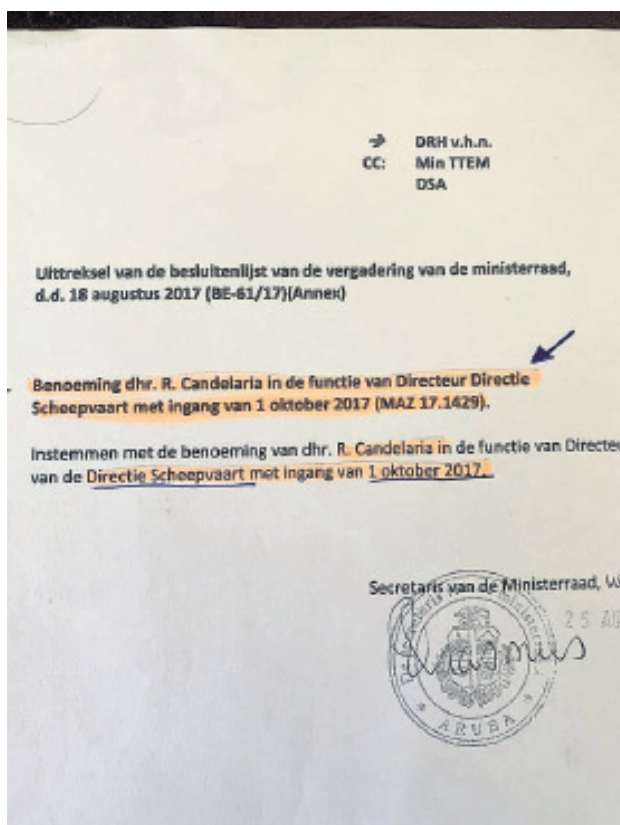 → DRH v.h.n.
CC: Min TTEM
DSA
Uittreksel van de besluitenlijst van de vergadering van de ministerraad,
d.d. 18 augustus 2017 (BE-61/17)(Annex)
Benoeming dhr. R. Candelaria in de functie van Directeur Directie
Scheepvaart met ingang van 1 oktober 2017 (MAZ 17.1429).
Instemmen met de benoeming van dhr. R. Candelaria in de functie van Directeu
van de Directie Scheepvaart met ingang van 1 oktober 2017.
Secretaris van de Ministerraad, W
25 AU
ARUBA